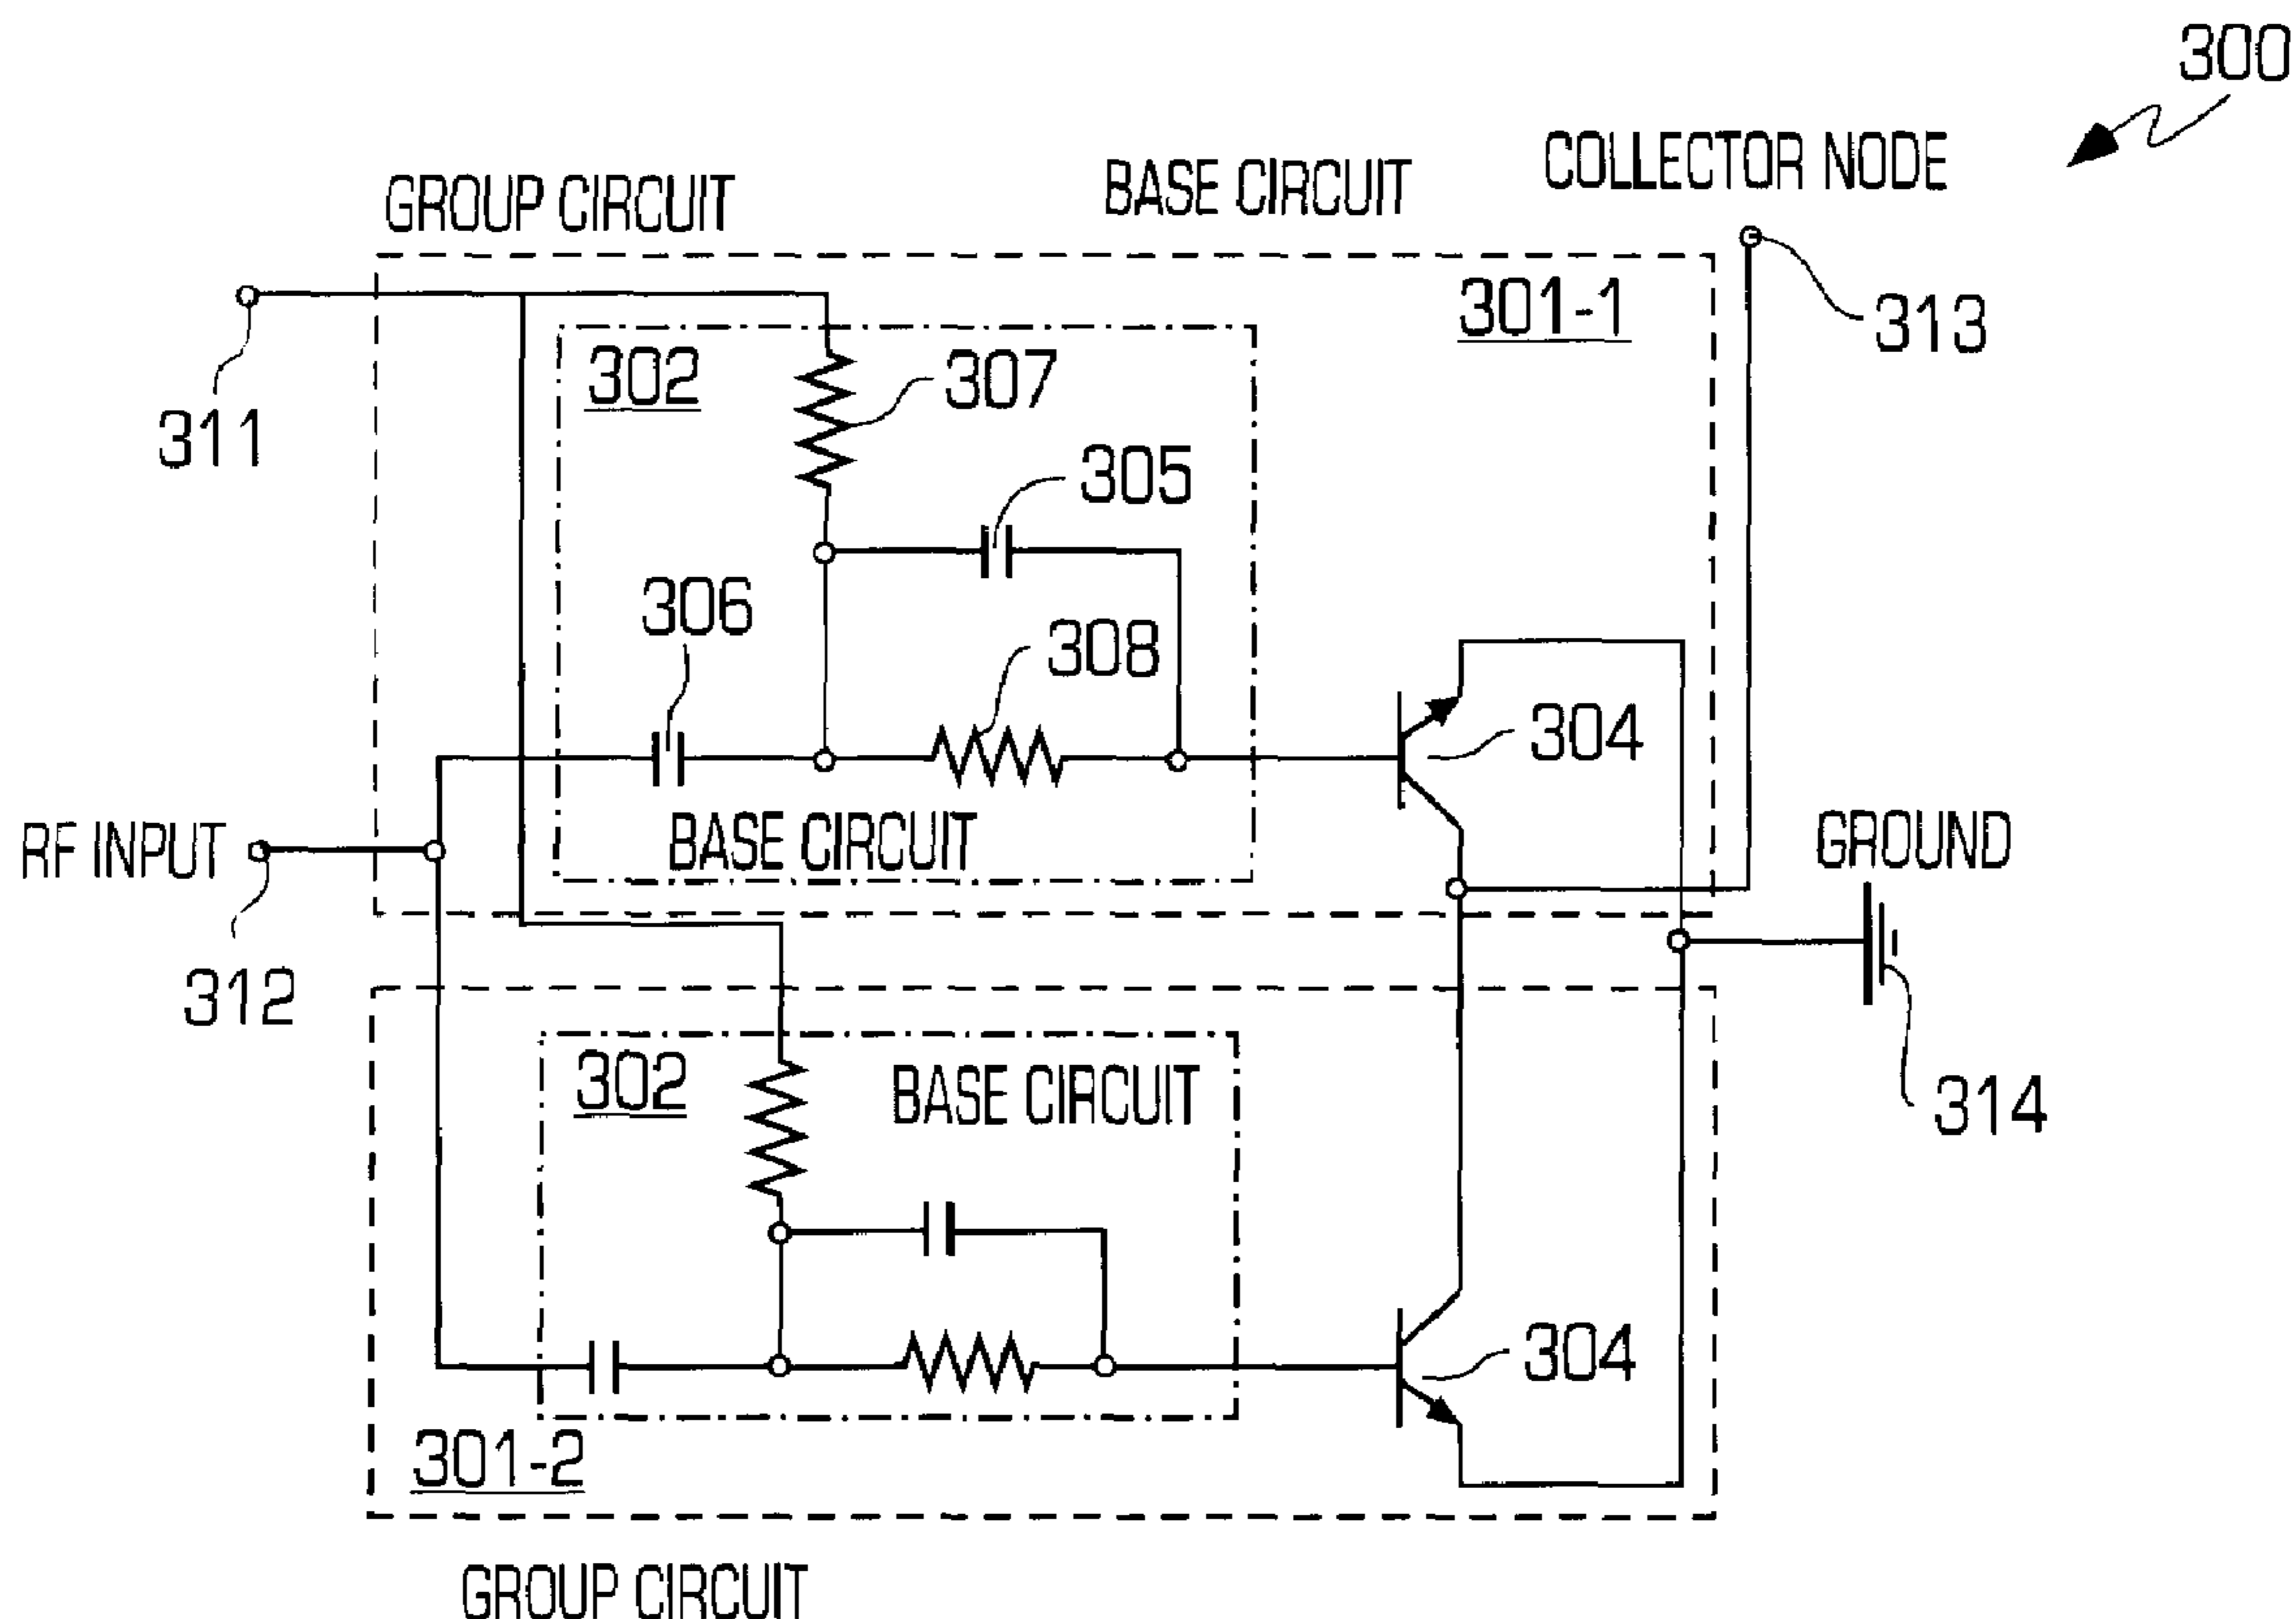 300
COLLECTOR NODE
BASE CIRCUIT
GROUP CIRCUIT
301-1
313
311
302
307
305
306
308
304
BASE CIRCUIT
RF INPUT
GROUND
312
302
BASE CIRCUIT
314
304
301-2
GROUP CIRCUIT